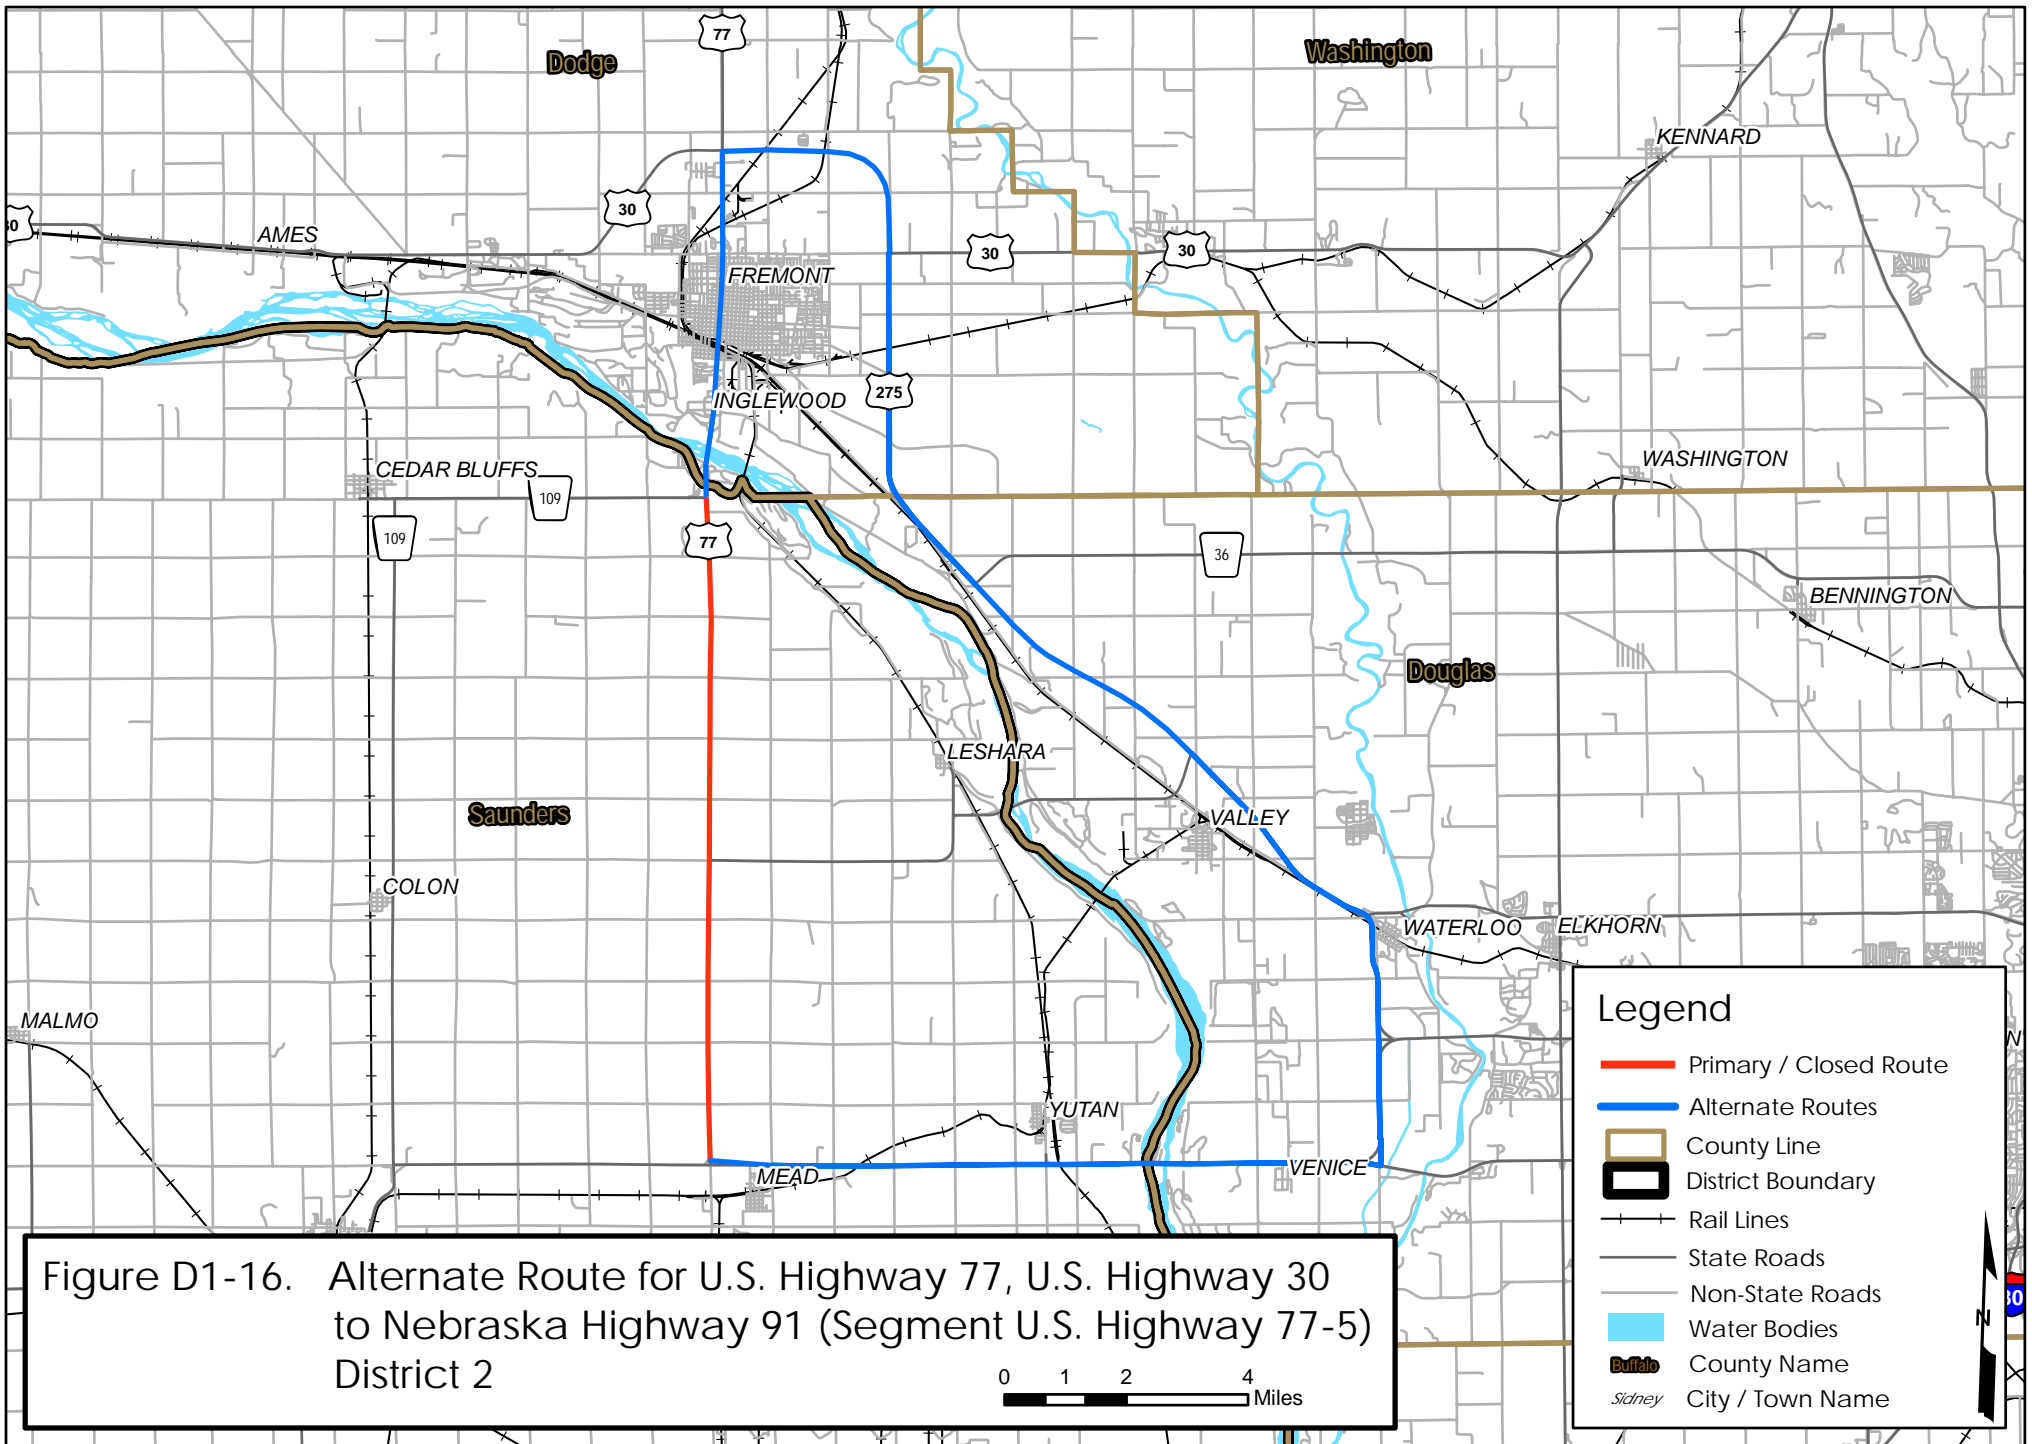 77
Dodge
Washington
KENNARD
30
30
AMES
30
30
FREMONT
275
INGLEWOOD
CEDAR BLUFFS
109
WASHINGTON
109
77
36
BENNINGTON
Douglas
LESHARA
Saunders
VALLEY
COLON
WATERLOO
ELKHORN
MALMO
YUTAN
MEAD
VENICE
Legend
Primary / Closed Route
Alternate Routes
County Line
District Boundary
Rail Lines
State Roads
Non-State Roads
Water Bodies
Buffalo County Name
Sidney City / Town Name
N
N
80
Figure D1-16. Alternate Route for U.S. Highway 77, U.S. Highway 30
to Nebraska Highway 91 (Segment U.S. Highway 77-5)
District 2
0 1 2 4
Miles